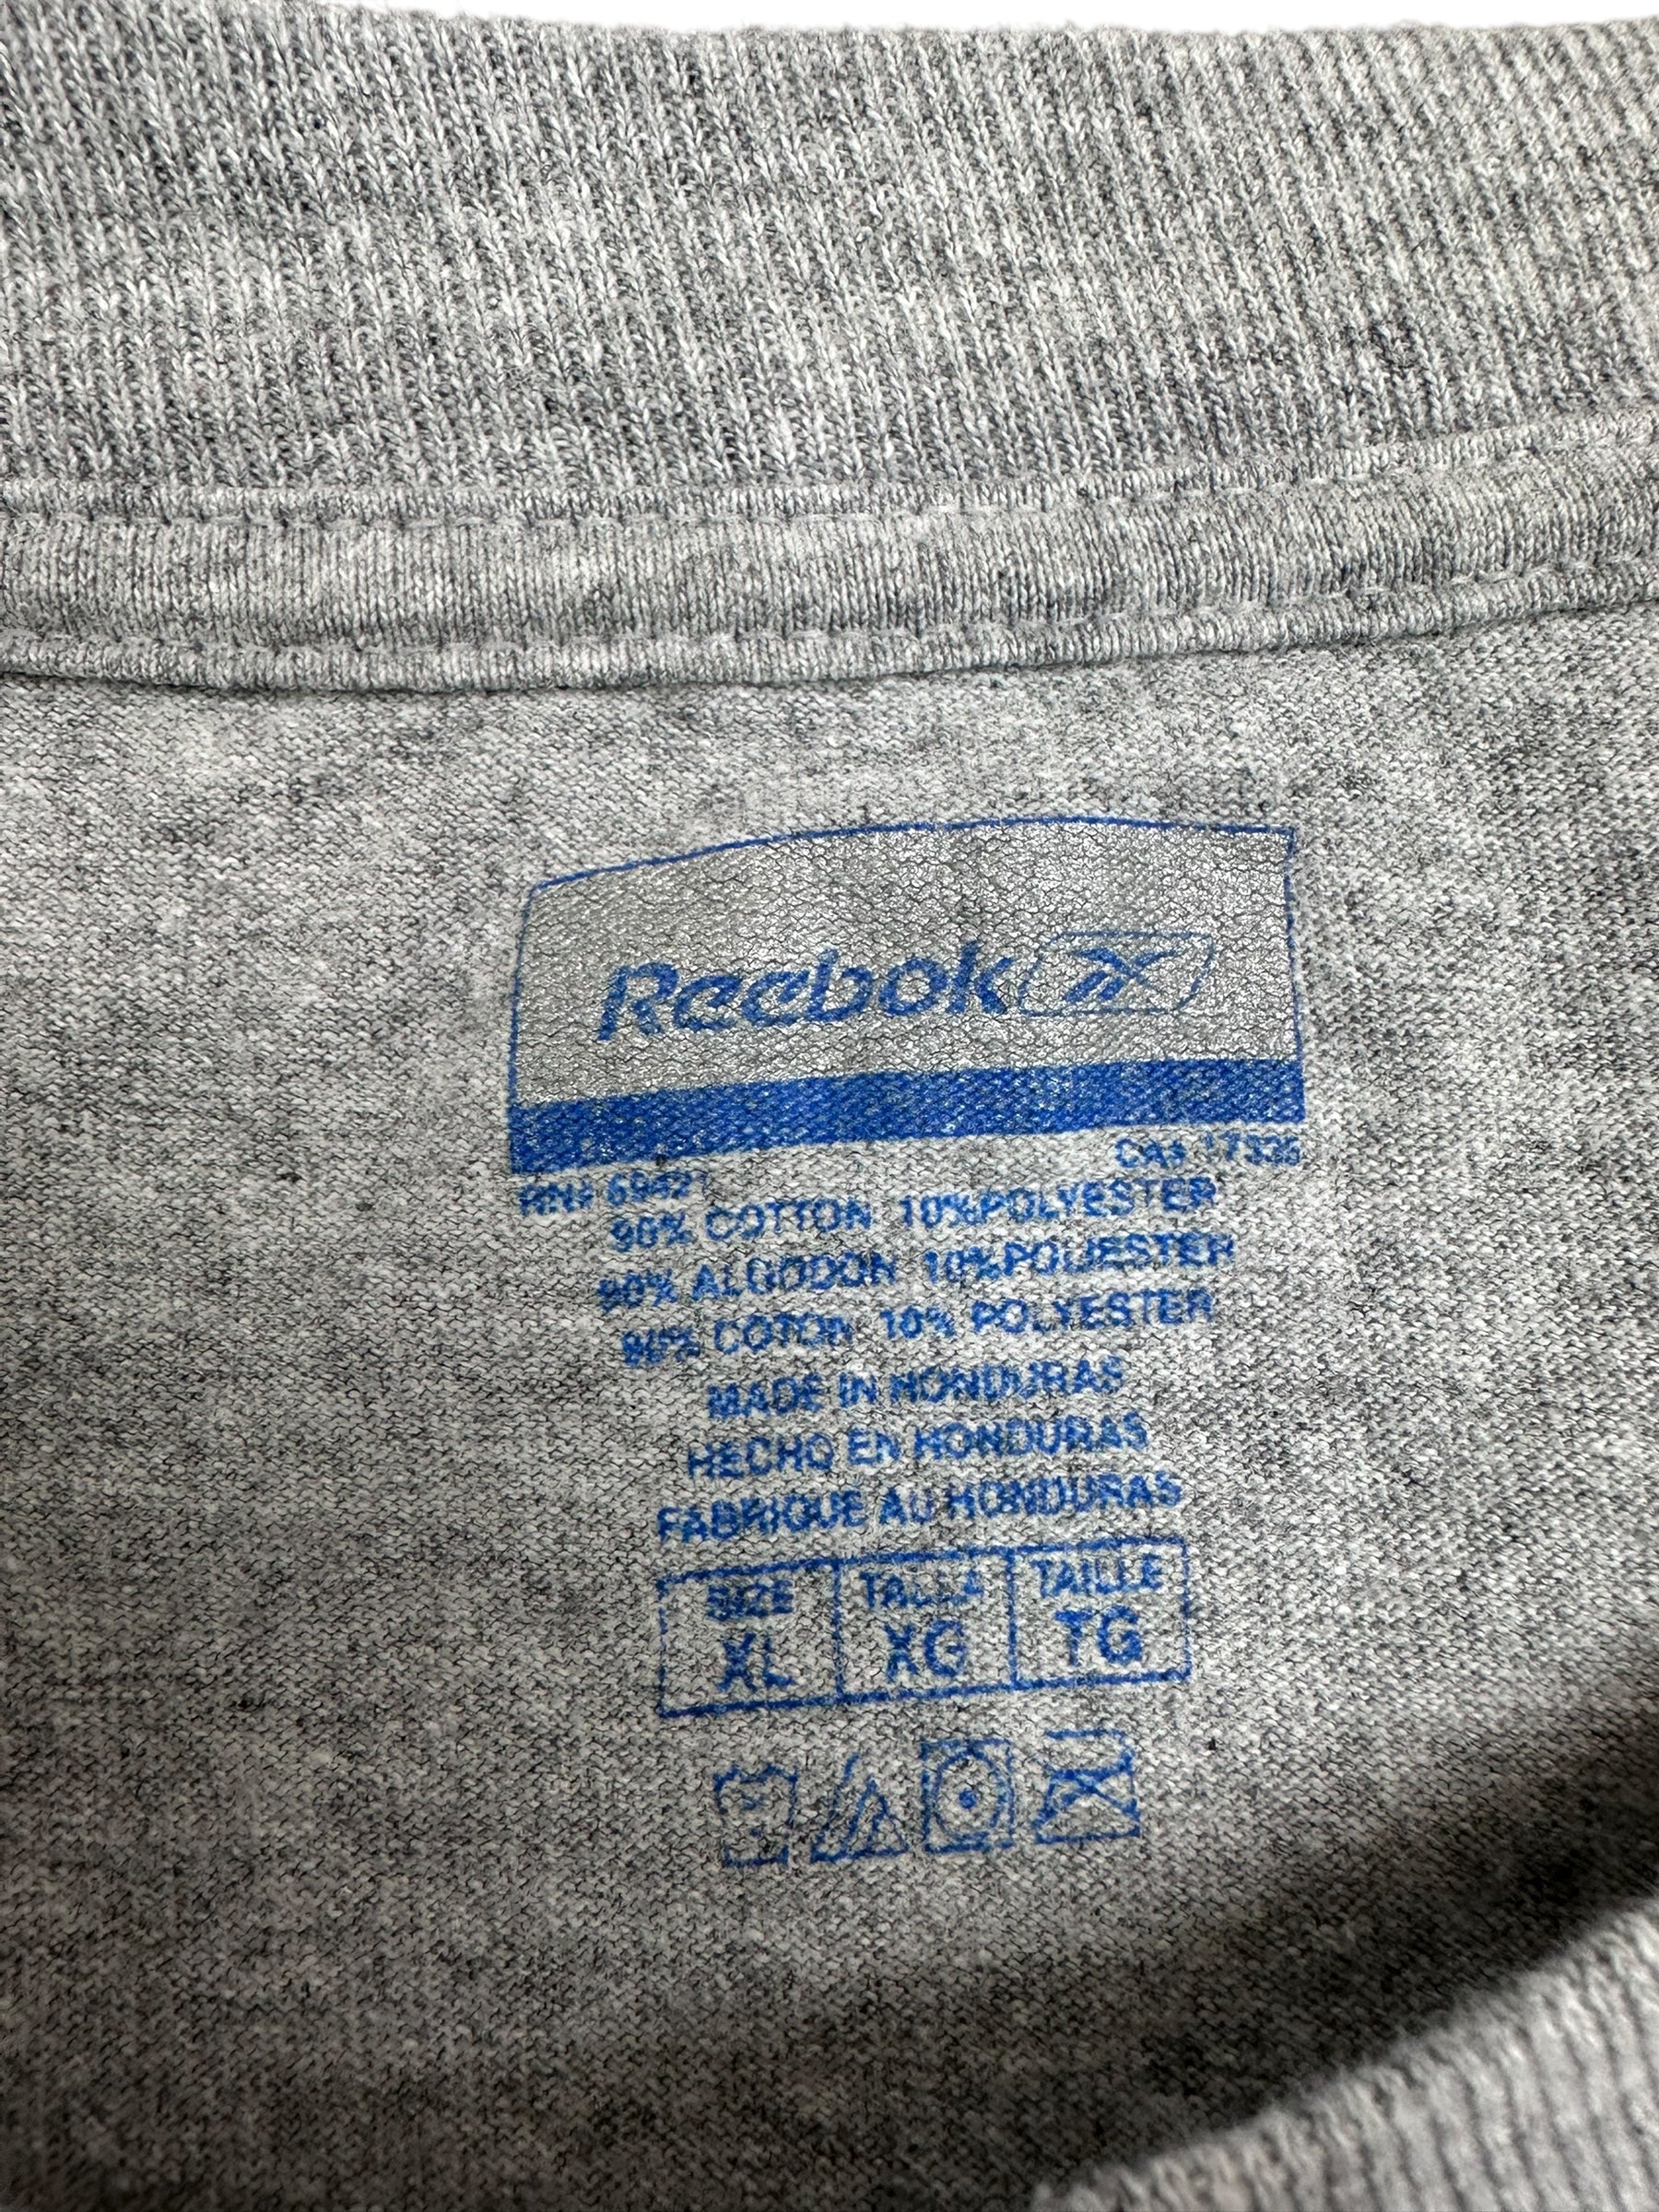 Reebok
RN# 69421 CA# 17335
90% COTTON 10%POLYESTER
90% ALGODON 10%POLIESTER
90% COTON 10% POLYESTER
MADE IN HONDURAS
HECHO EN HONDURAS
FABRIQUE AU HONDURAS
SIZE TALLA TAILLE
XL XG TG